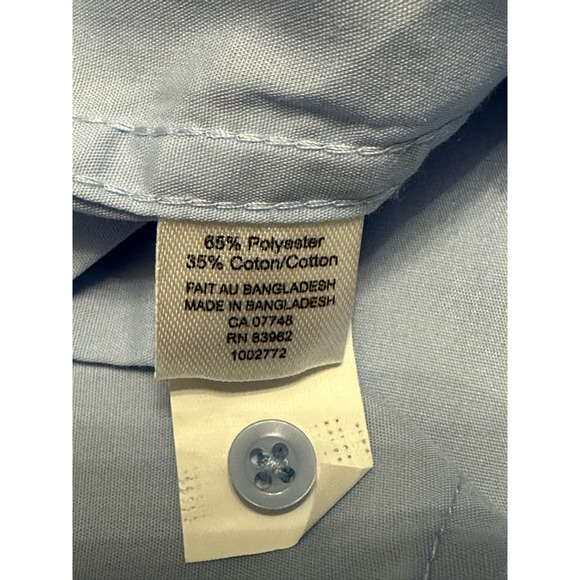 65% Polyester
35% Coton/Cotton
FAIT AU BANGLADESH
MADE IN BANGLADESH
CA 07748
RN 83962
1002772